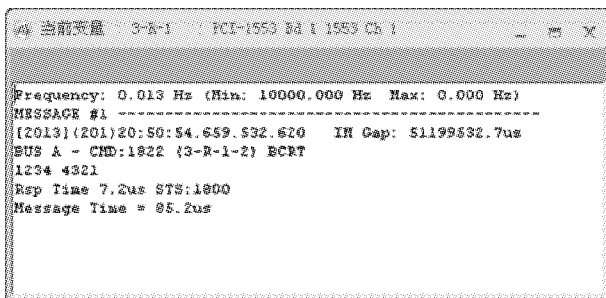 当前变量 : 3-R-1 : PCI-1553 Bd 1 1553 Ch 1
Frequency: 0.013 Hz (Min: 10000.000 Hz Max: 0.000 Hz)
MESSAGE #1 ----------------------------------------------------
[2013](201)20:50:54.659.532.620 IM Gap: 51199532.7us
BUS A - CMD:1822 (3-R-1-2) BCRT
1234 4321
Rsp Time 7.2us STS:1800
Message Time = 85.2us